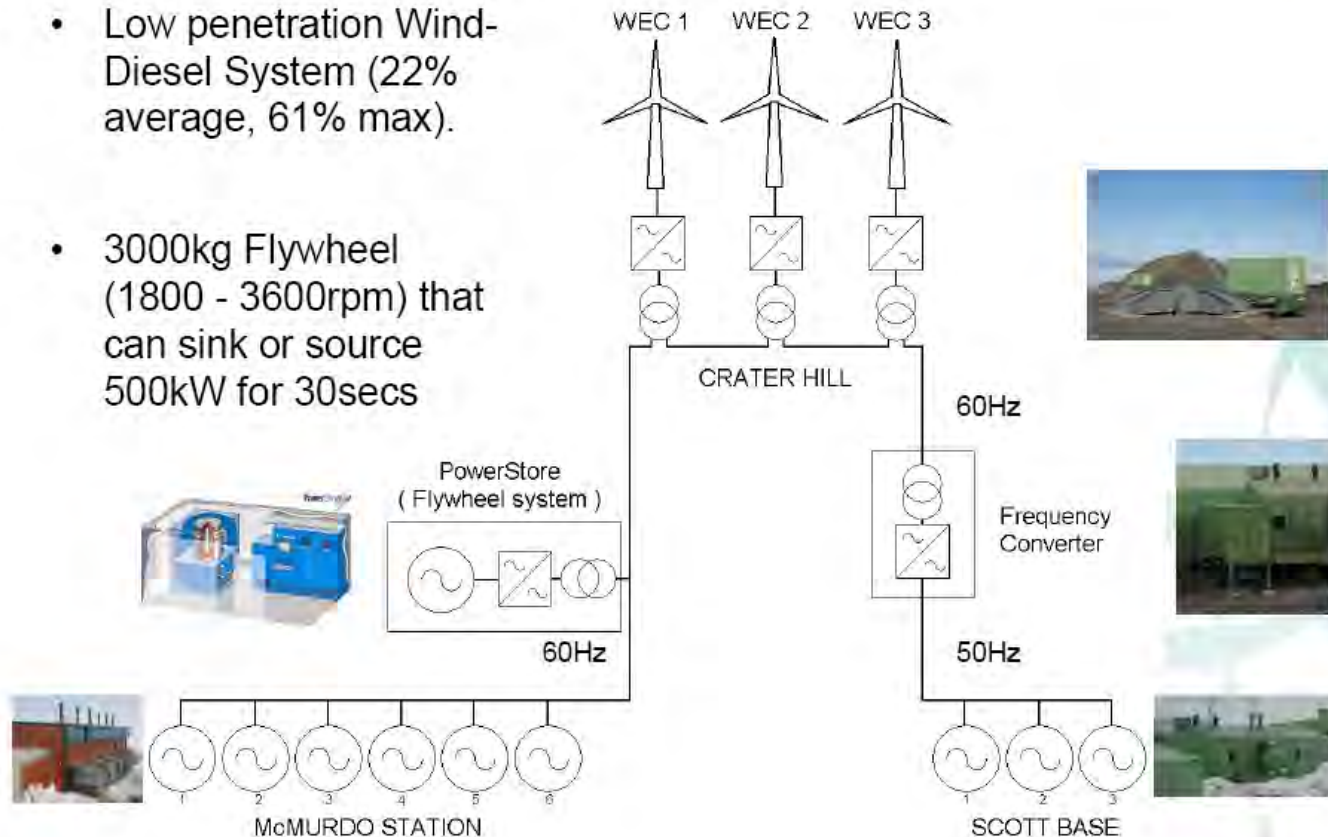 • Low penetration Wind-
Diesel System (22%
average, 61% max).
• 3000kg Flywheel
(1800 - 3600rpm) that
can sink or source
500kW for 30secs
WEC 1 WEC 2 WEC 3
CRATER HILL
60Hz
PowerStore
( Flywheel system )
Frequency
Converter
60Hz
50Hz
1 2 3 4 5 6
McMURDO STATION
1 2 3
SCOTT BASE